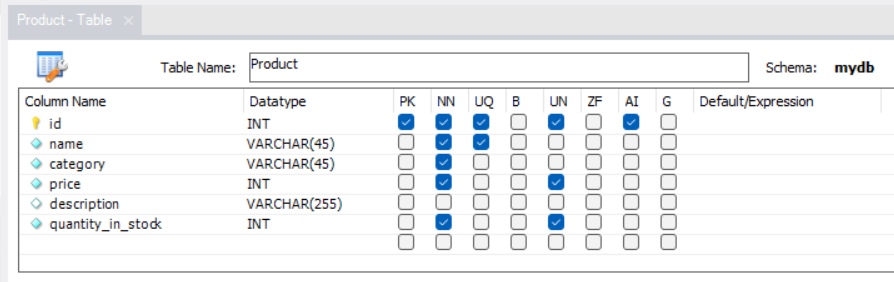 Product - Table ×
Table Name: Product Schema: mydb
Column Name Datatype PK NN UQ B UN ZF AI G Default/Expression
id INT
name VARCHAR(45)
category VARCHAR(45)
price INT
description VARCHAR(255)
quantity_in_stock INT